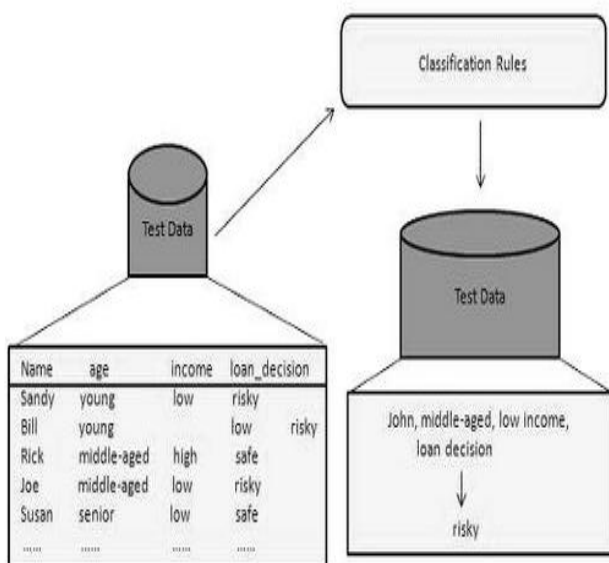 Classification Rules
Test Data
Name age income loan_decision
Sandy young low risky
Bill young low risky
Rick middle-aged high safe
Joe middle-aged low risky
Susan senior low safe
...... ...... ...... ......
Test Data
John, middle-aged, low income,
loan decision
risky